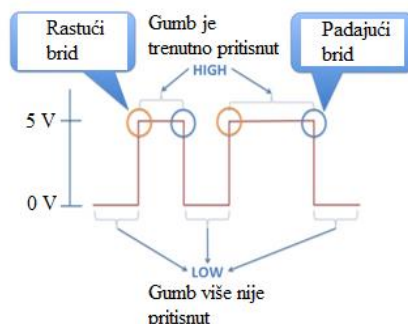 Rastući
brid
Gumb je
trenutno pritisnut
HIGH
Padajući
brid
5 V
0 V
LOW
Gumb više nije
pritisnut